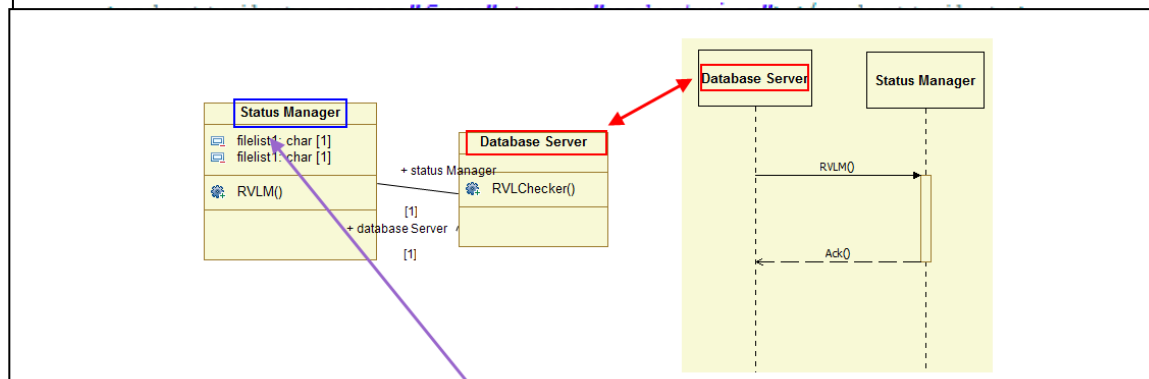 Status Manager
filelist1: char [1]
filelist1: char [1]
RVLM()
+ status Manager
[1]
+ database Server
[1]
Database Server
RVLChecker()
Database Server
Status Manager
RVLM()
Ack()